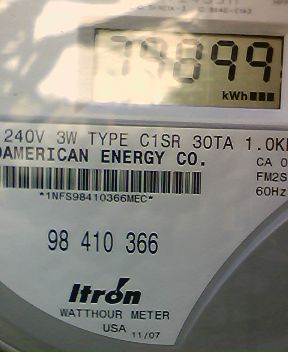 79899
kWh
240V 3W TYPE C1SR 30TA 1.0
AMERICAN ENERGY CO.
CA
FM2S
60Hz
*1NFS98410366MEC*
98 410 366
Itron
WATTHOUR METER
USA 11/07